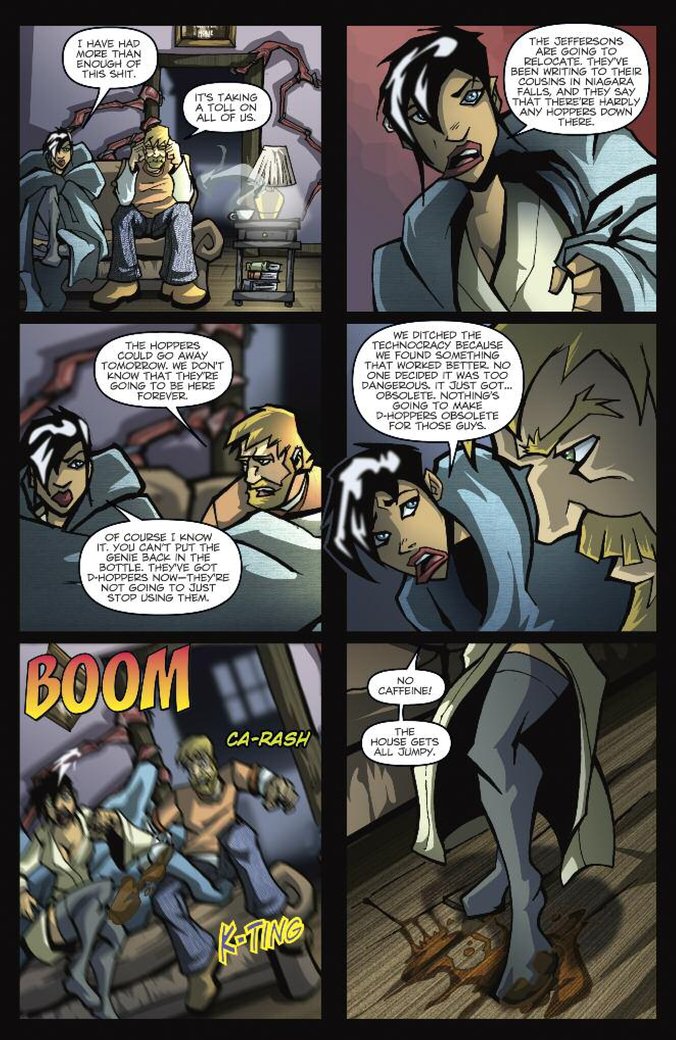 I HAVE HAD
MORE THAN
ENOUGH OF
THIS SHIT.
IT'S TAKING
A TOLL ON
ALL OF US.
THE JEFFERSONS
ARE GOING TO
RELOCATE. THEY'VE
BEEN WRITING TO THEIR
COUSINS IN NIAGARA
FALLS, AND THEY SAY
THAT THERE'RE HARDLY
ANY HOPPERS DOWN
THERE.
THE HOPPERS
COULD GO AWAY
TOMORROW. WE DON'T
KNOW THAT THEY'RE
GOING TO BE HERE
FOREVER.
OF COURSE I KNOW
IT. YOU CAN'T PUT THE
GENIE BACK IN THE
BOTTLE. THEY'VE GOT
D-HOPPERS NOW—THEY'RE
NOT GOING TO JUST
STOP USING THEM.
WE DITCHED THE
TECHNOCRACY BECAUSE
WE FOUND SOMETHING
THAT WORKED BETTER. NO
ONE DECIDED IT WAS TOO
DANGEROUS. IT JUST GOT...
OBSOLETE. NOTHING'S
GOING TO MAKE
D-HOPPERS OBSOLETE
FOR THOSE GUYS.
BOOM
CA-RASH
K-TING
NO
CAFFEINE!
THE
HOUSE GETS
ALL JUMPY.